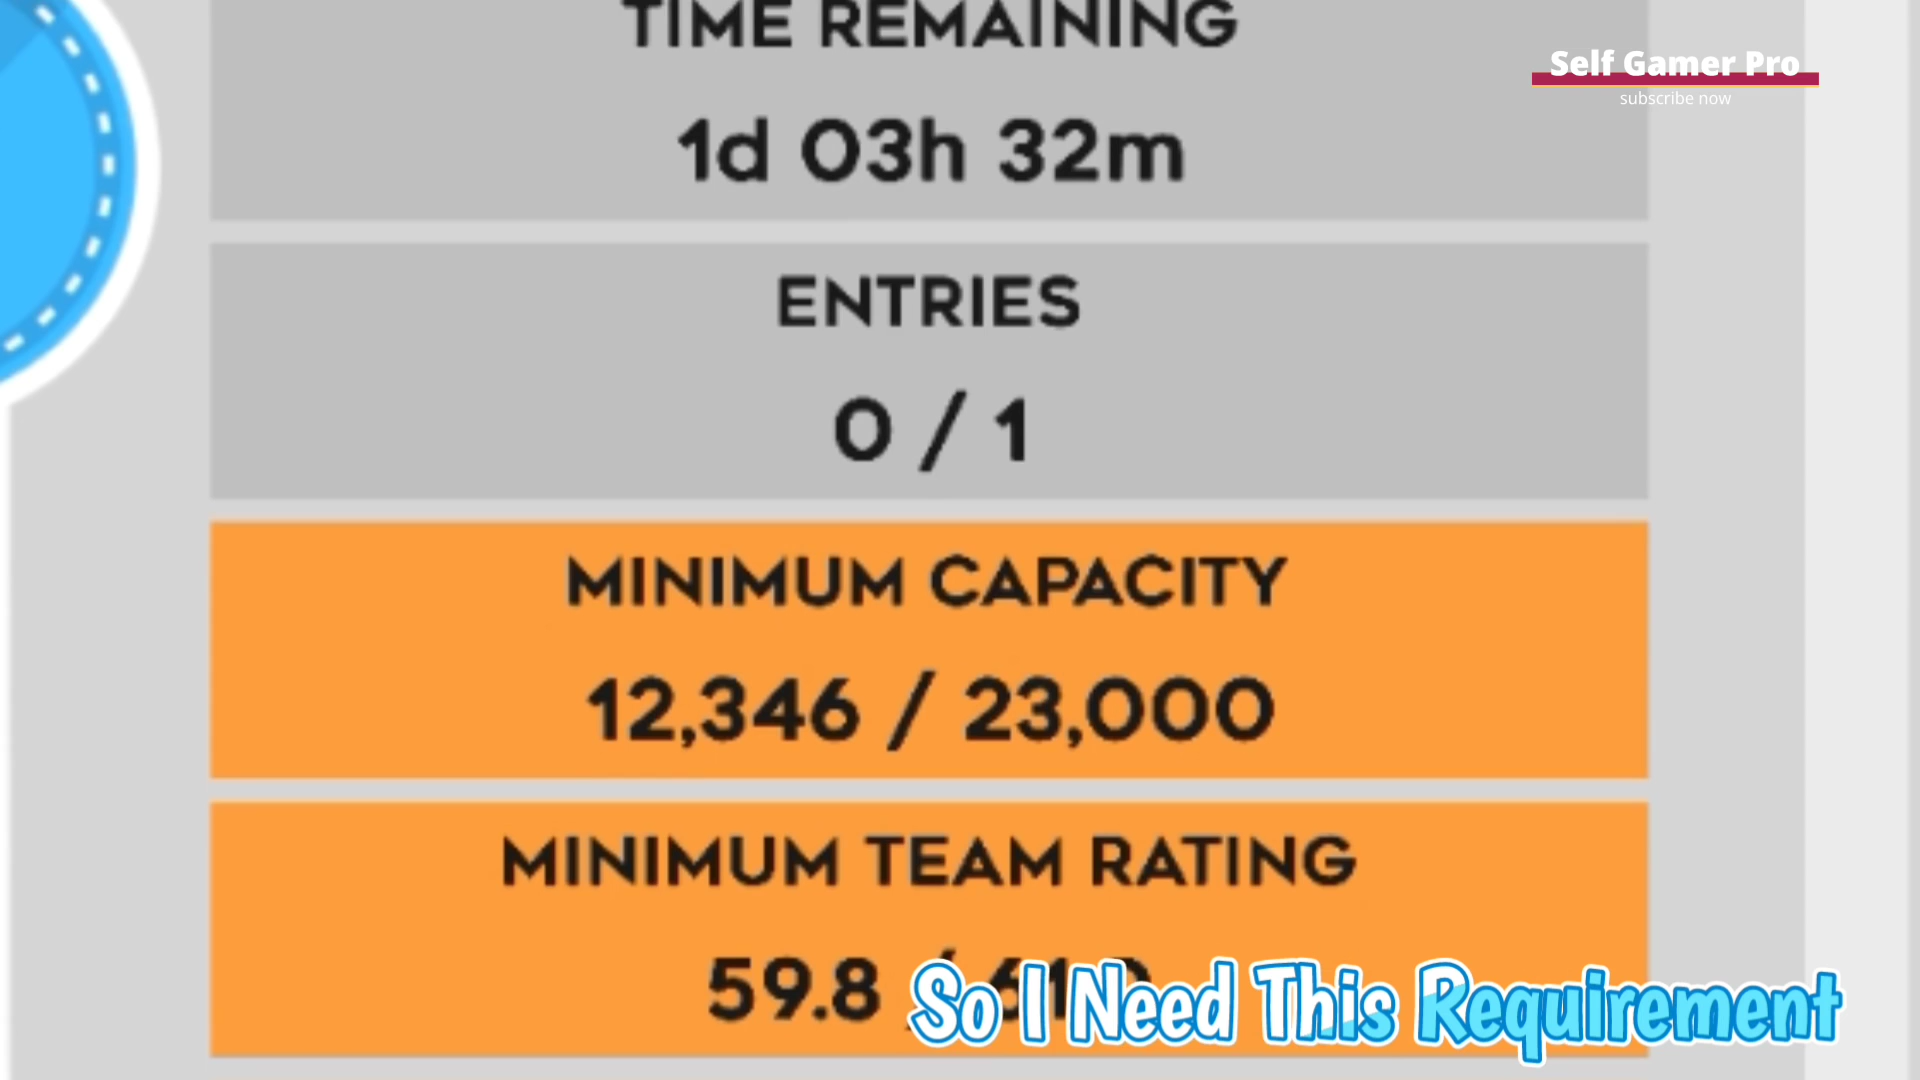 TIME REMAINING
Self Gamer Pro
subscribe now
1d 03h 32m
ENTRIES
0 / 1
MINIMUM CAPACITY
12,346 / 23,000
MINIMUM TEAM RATING
59.8 /
So I Need This Requirement